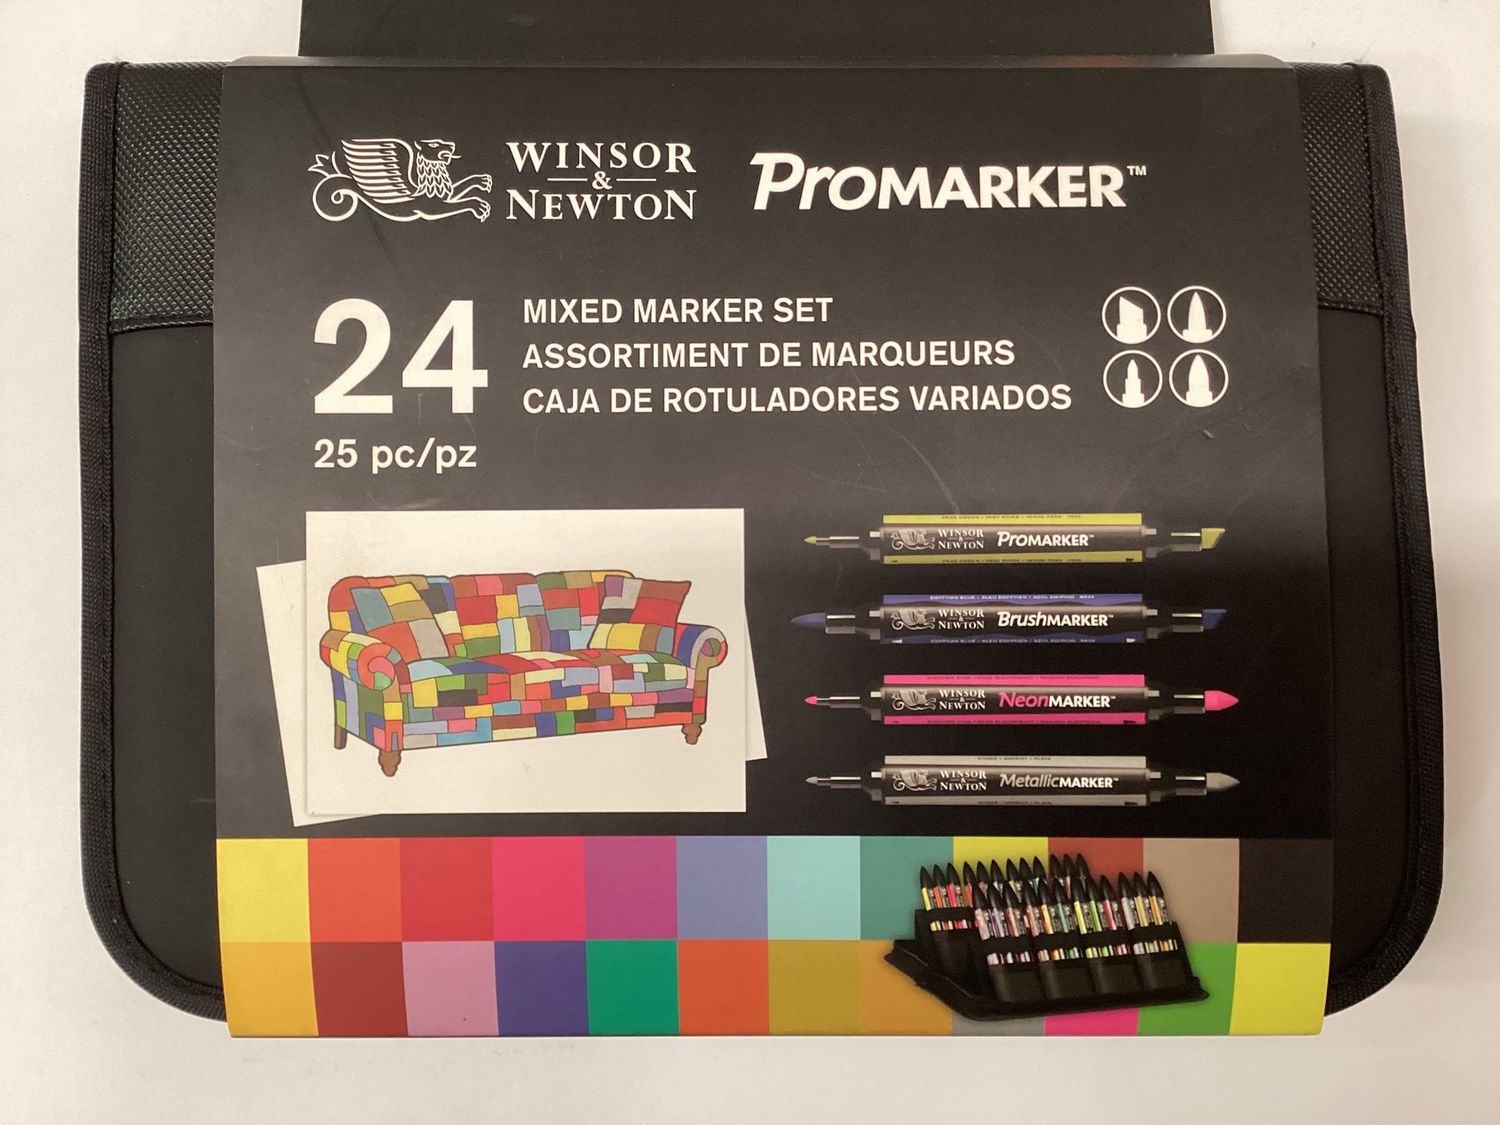 WINSOR
&
NEWTON
ProMARKER™
24
MIXED MARKER SET
ASSORTIMENT DE MARQUEURS
CAJA DE ROTULADORES VARIADOS
25 pc/pz
WINSOR
&
NEWTON
ProMARKER™
WINSOR
&
NEWTON
BrushMARKER™
WINSOR
&
NEWTON
NeonMARKER™
WINSOR
&
NEWTON
MetallicMARKER™